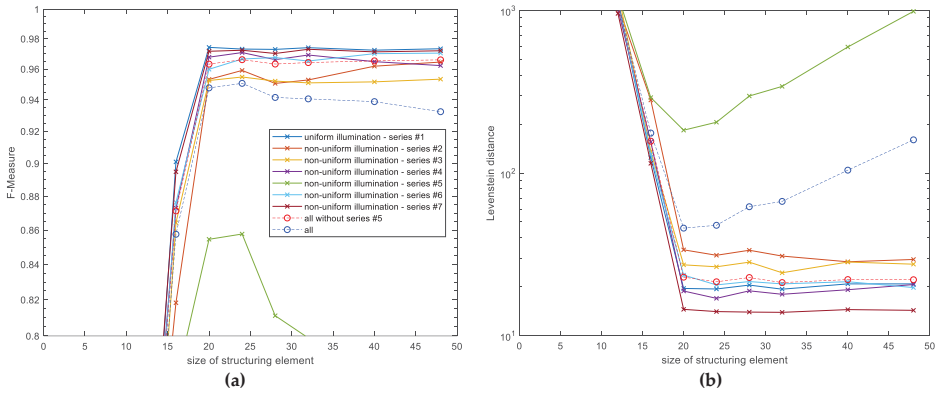 1
0.98
0.96
0.94
0.92
0.9
0.88
0.86
0.84
0.82
0.8
F-Measure
0 5 10 15 20 25 30 35 40 45 50
size of structuring element
uniform illumination - series #1
non-uniform illumination - series #2
non-uniform illumination - series #3
non-uniform illumination - series #4
non-uniform illumination - series #5
non-uniform illumination - series #6
non-uniform illumination - series #7
all without series #5
all
(a)
10³
10²
10¹
Levenstein distance
0 5 10 15 20 25 30 35 40 45 50
size of structuring element
(b)